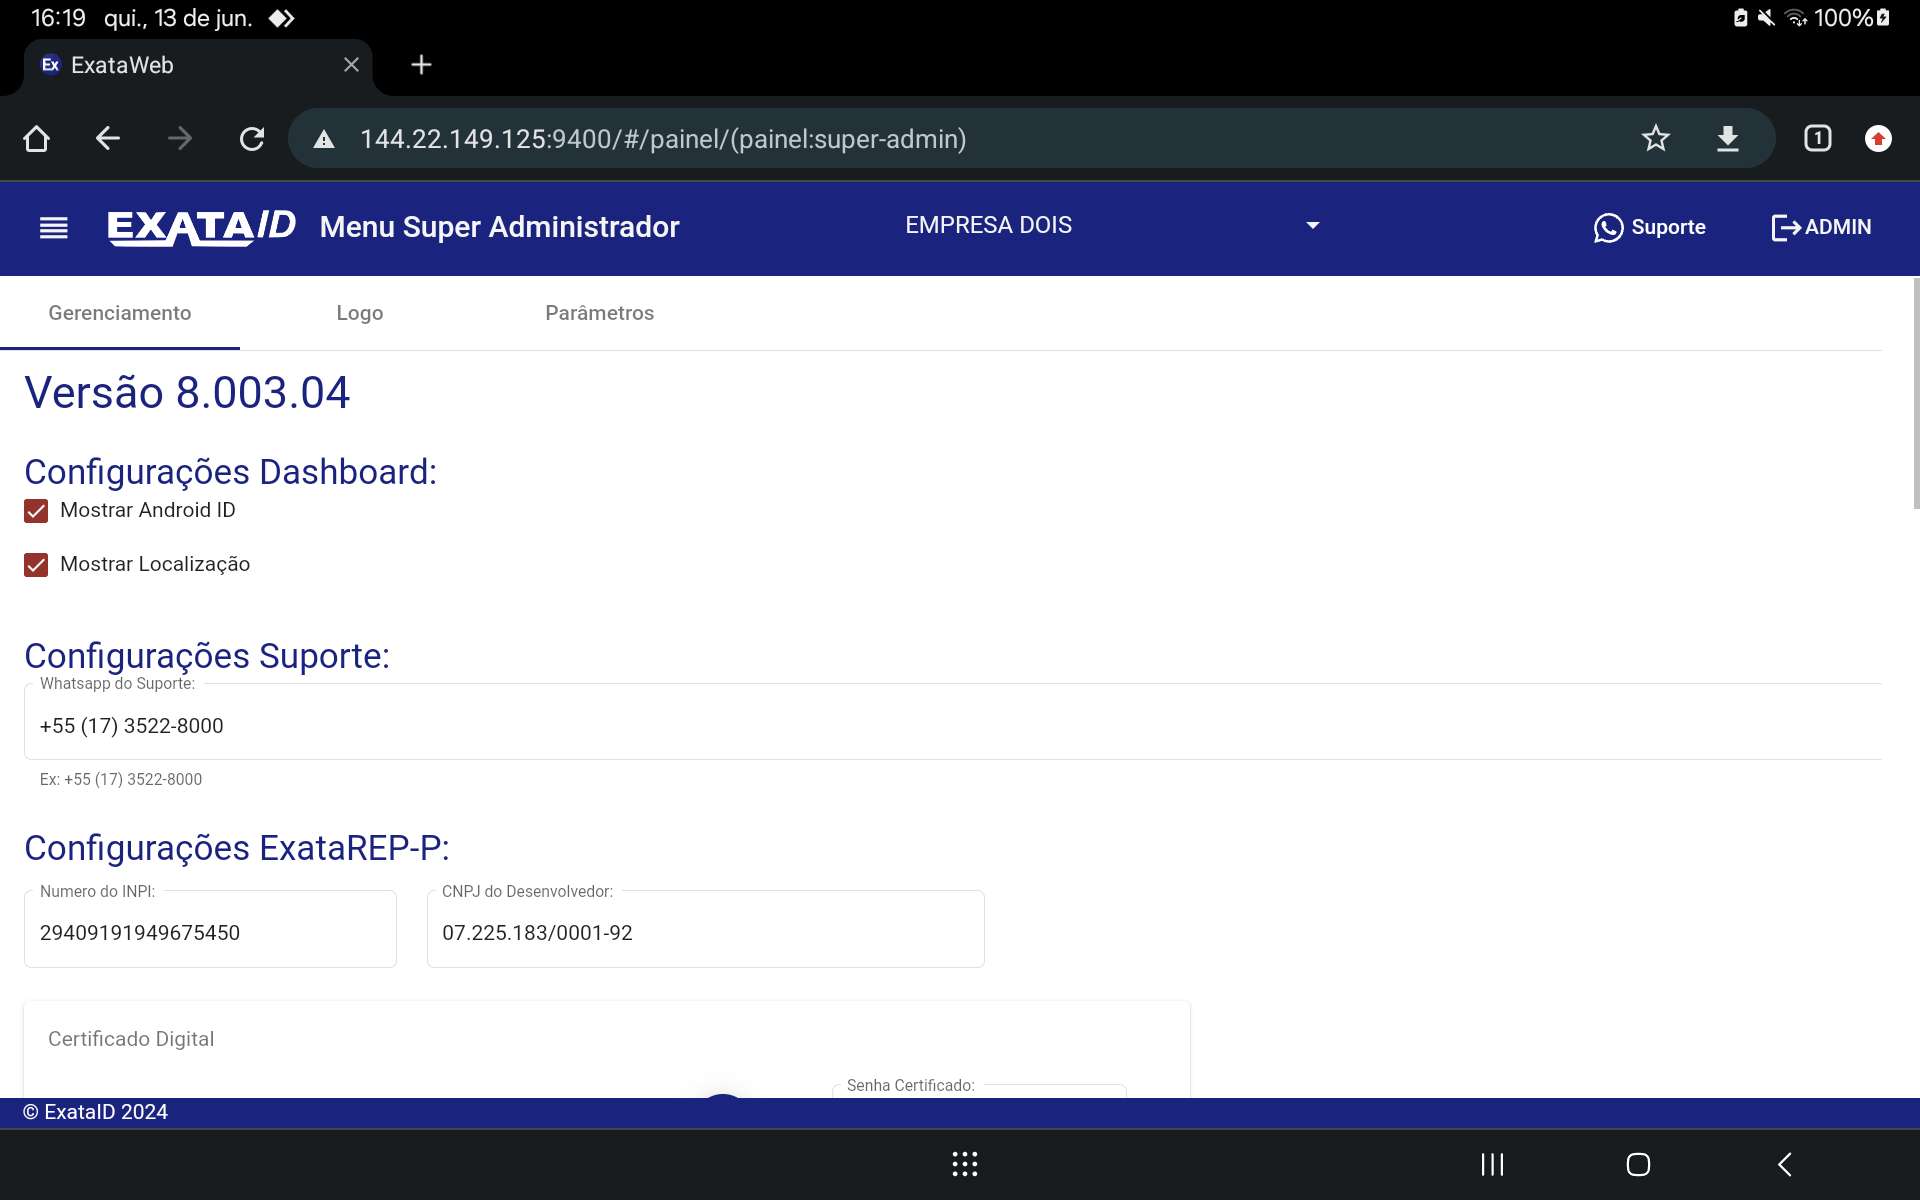 16:19 qui., 13 de jun. 100%
Ex ExataWeb
144.22.149.125:9400/#/painel/(painel:super-admin) 1
EXATAID Menu Super Administrador EMPRESA DOIS Suporte ADMIN
Gerenciamento Logo Parâmetros
Versão 8.003.04
Configurações Dashboard:
Mostrar Android ID
Mostrar Localização
Configurações Suporte:
Whatsapp do Suporte:
+55 (17) 3522-8000
Ex: +55 (17) 3522-8000
Configurações ExataREP-P:
Numero do INPI: CNPJ do Desenvolvedor:
29409191949675450 07.225.183/0001-92
Certificado Digital
Senha Certificado:
© ExataID 2024